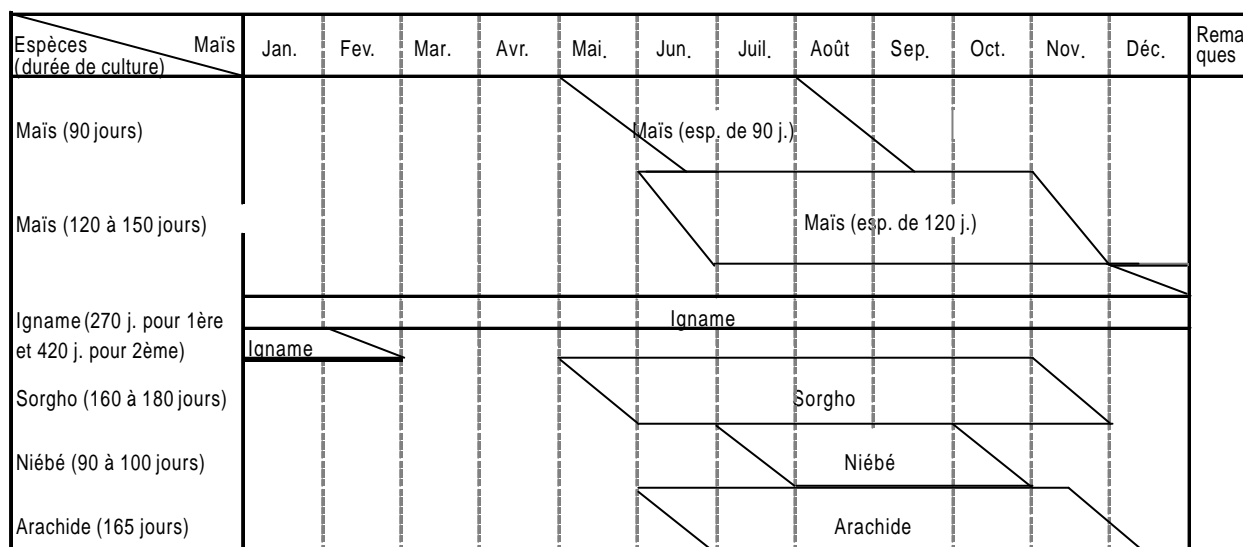 Maïs
Espèces
(durée de culture)
Jan. Fev. Mar. Avr. Mai. Jun. Juil. Août Sep. Oct. Nov. Déc.
Rema
ques
Maïs (90 jours)
Maïs (esp. de 90 j.)
Maïs (120 à 150 jours)
Maïs (esp. de 120 j.)
Igname (270 j. pour 1ère
et 420 j. pour 2ème)
Igname
Igname
Sorgho (160 à 180 jours)
Sorgho
Niébé (90 à 100 jours)
Niébé
Arachide (165 jours)
Arachide